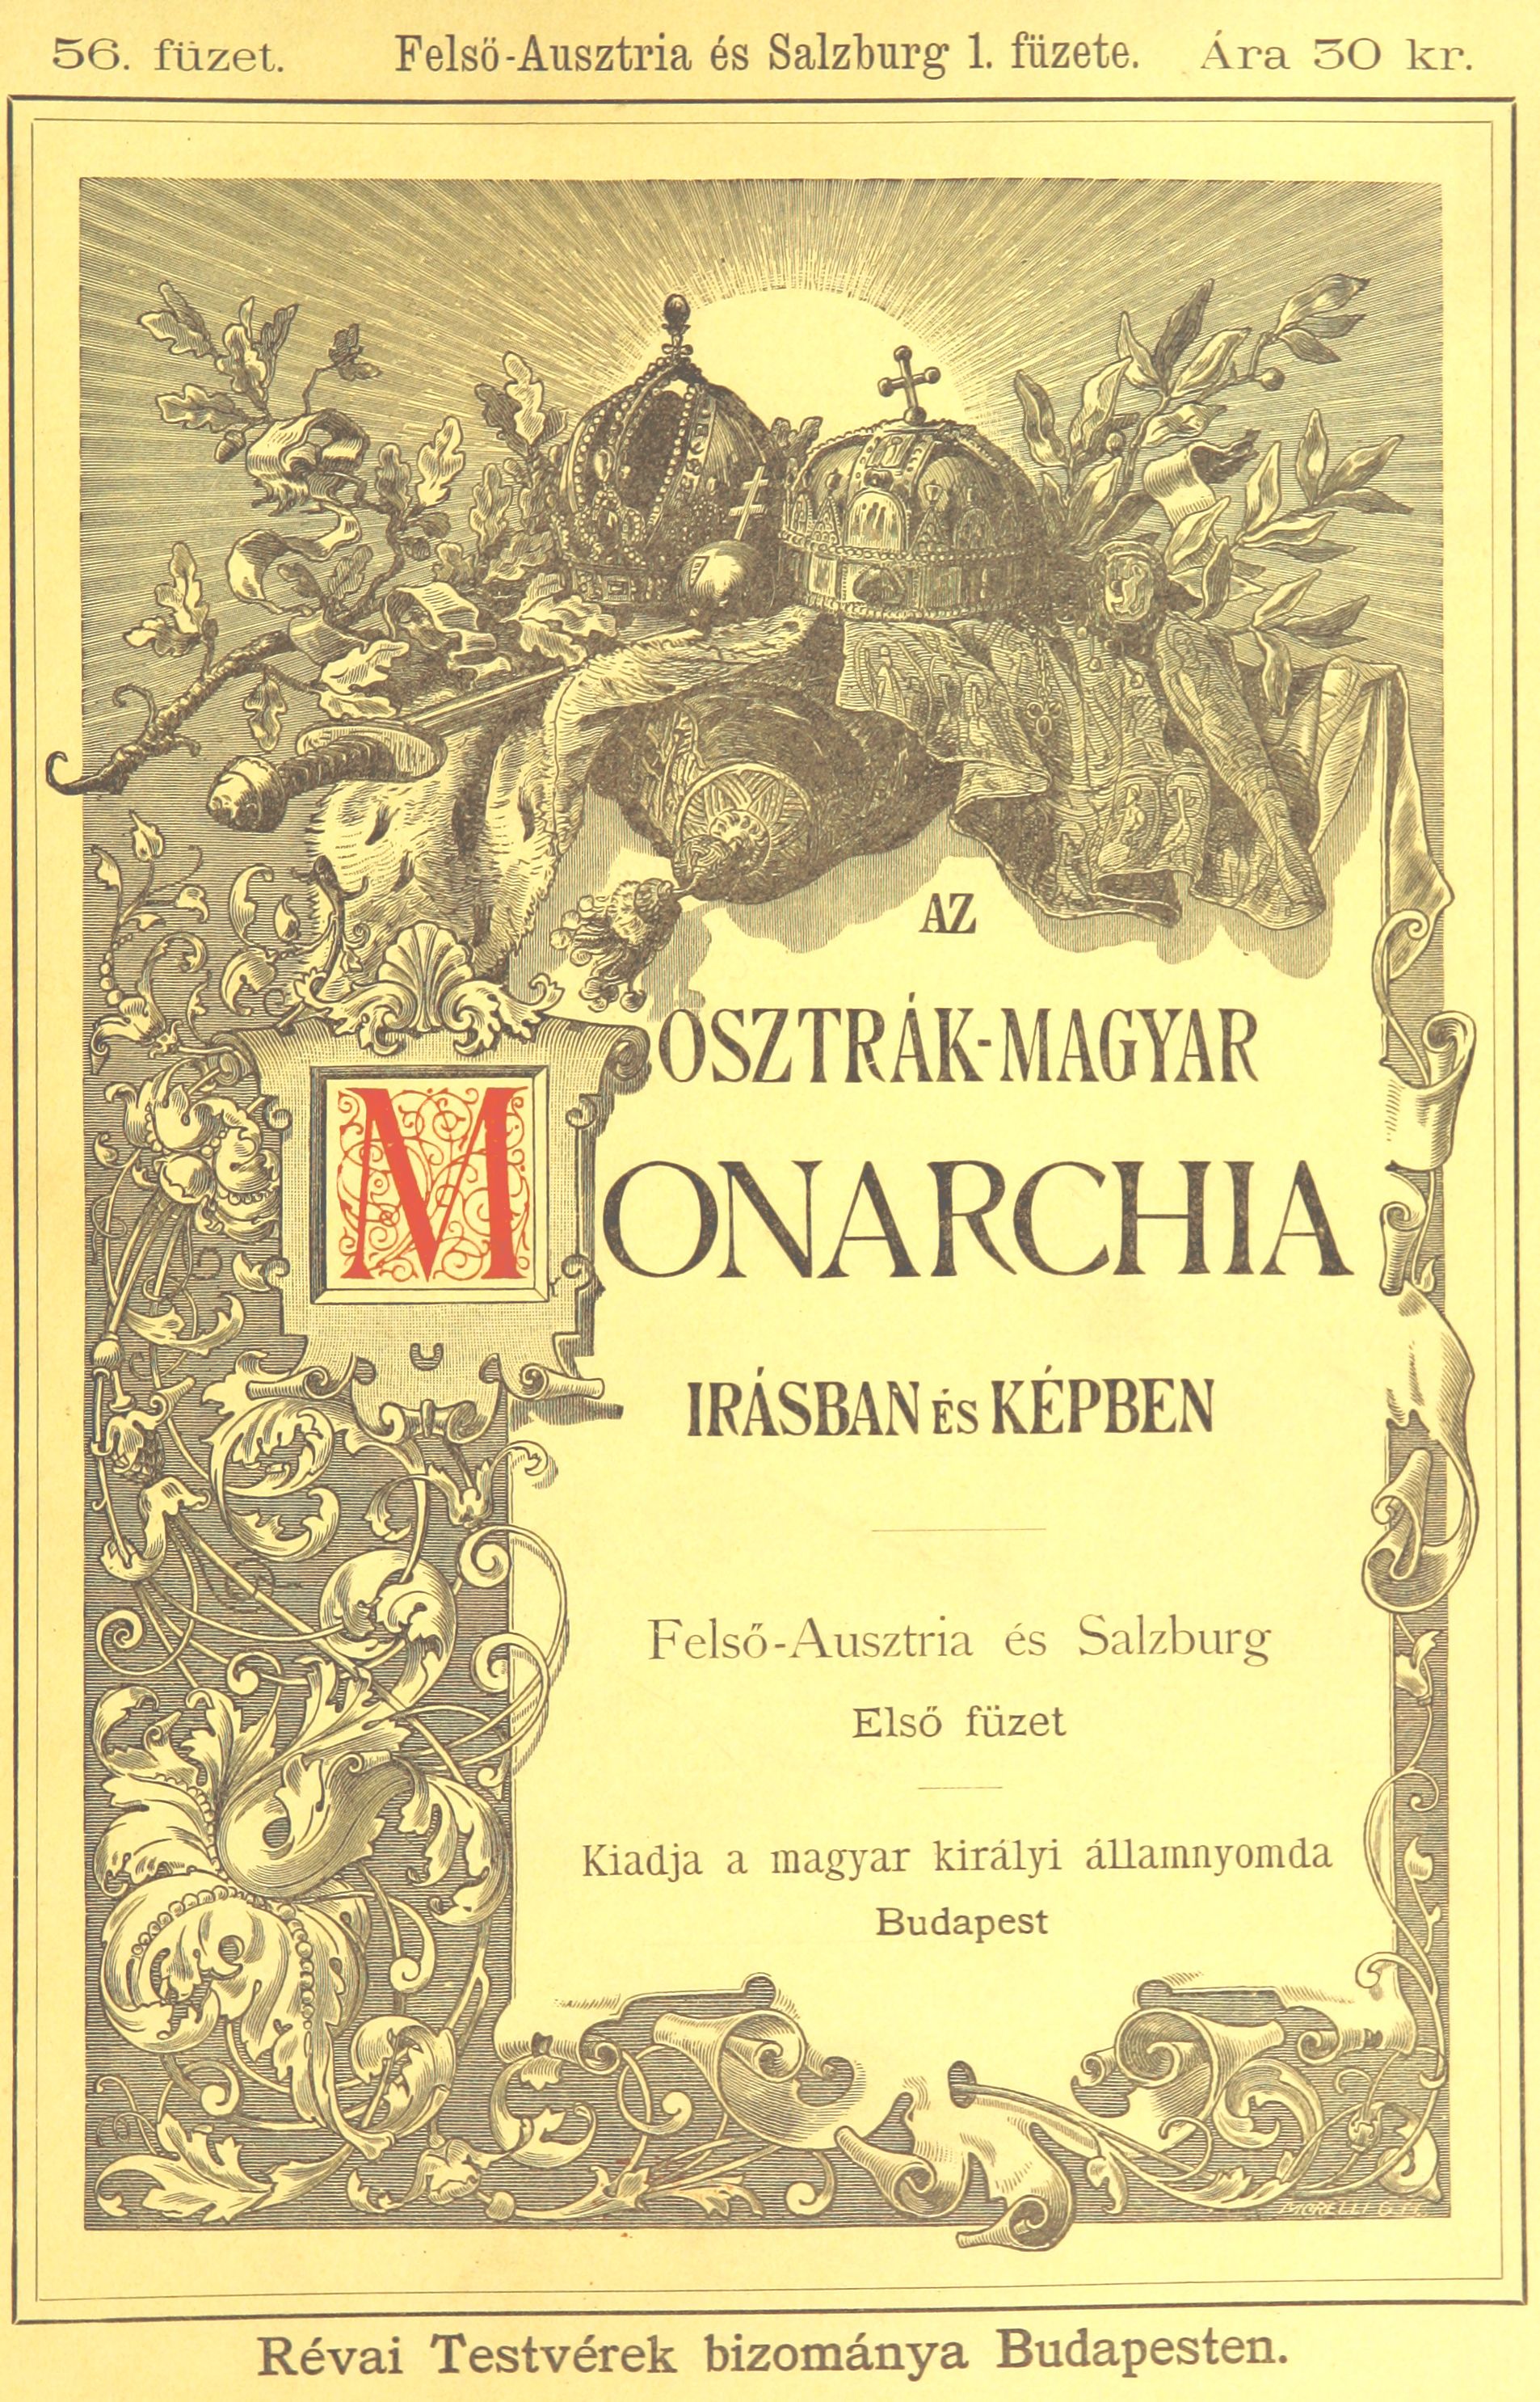 56. füzet. Felső-Ausztria és Salzburg 1. füzete. Ára 30 kr.
AZ
OSZTRÁK-MAGYAR
MONARCHIA
IRÁSBAN ÉS KÉPBEN
Felső-Ausztria és Salzburg
Első füzet
Kiadja a magyar királyi államnyomda
Budapest
MORELLI G.
Révai Testvérek bizománya Budapesten.